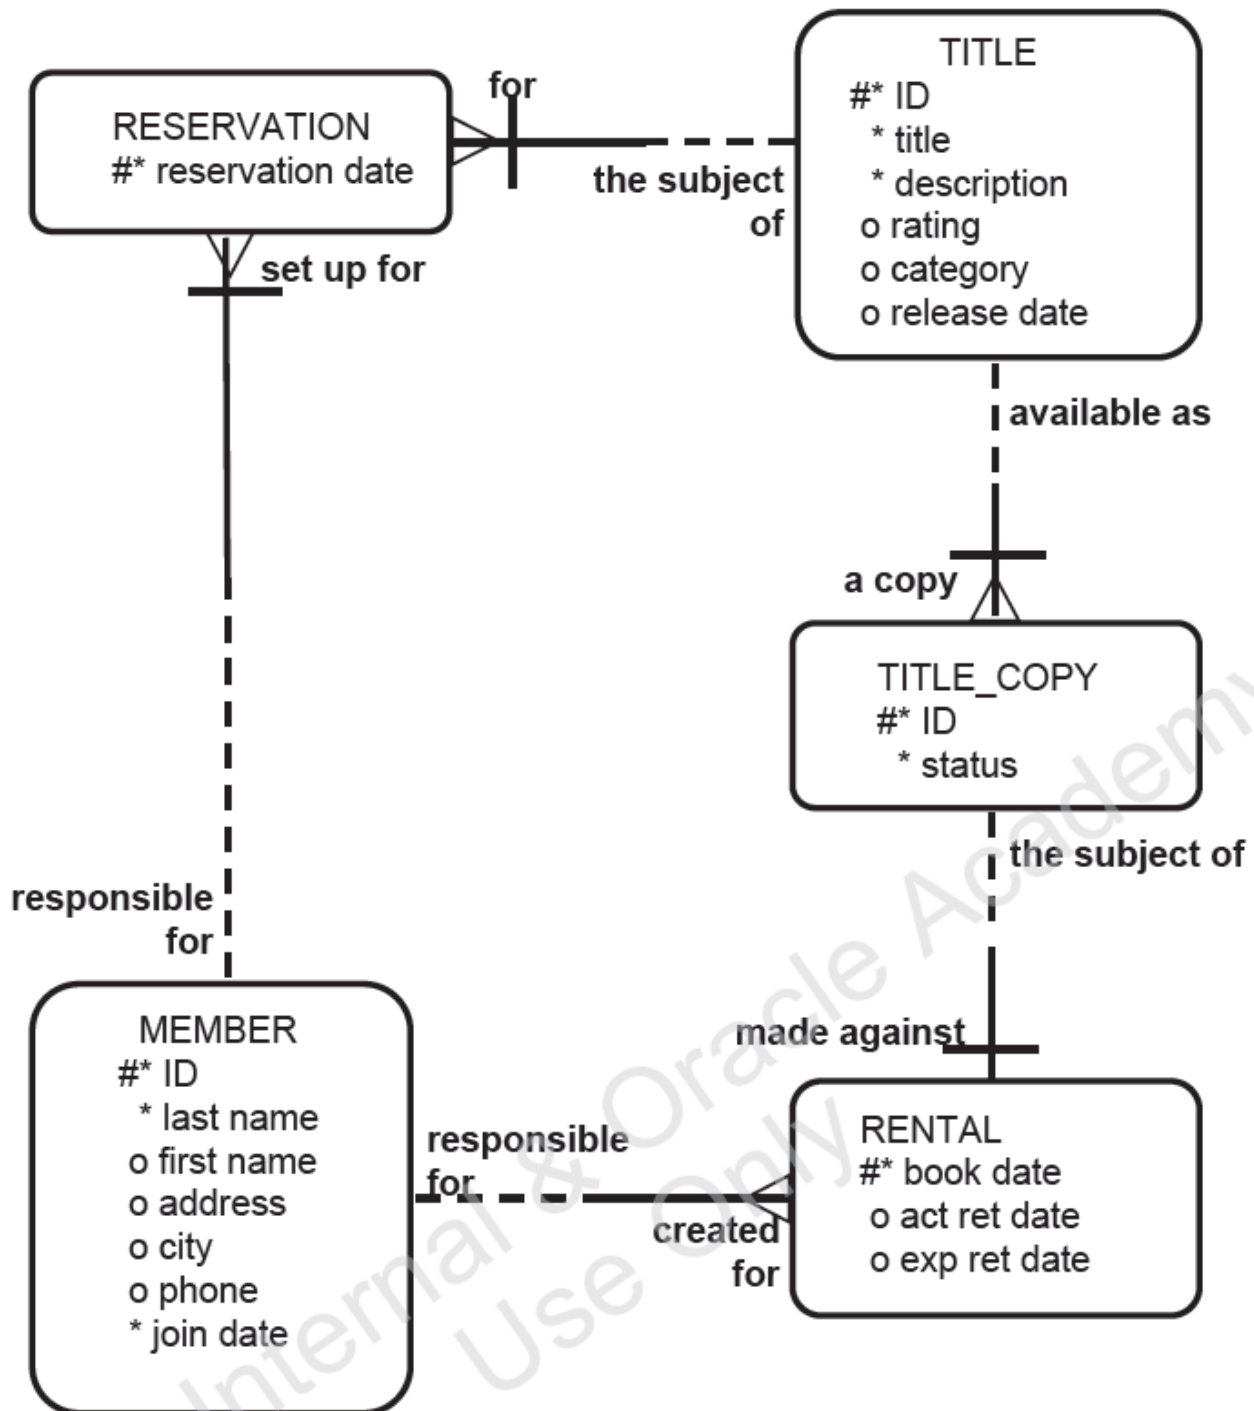 RESERVATION
#* reservation date
for
the subject
of
TITLE
#* ID
* title
* description
o rating
o category
o release date
set up for
available as
a copy
TITLE_COPY
#* ID
* status
the subject of
responsible
for
made against
MEMBER
#* ID
* last name
o first name
o address
o city
o phone
* join date
responsible
for
created
for
RENTAL
#* book date
o act ret date
o exp ret date
Internal & Oracle Academy
Use Only